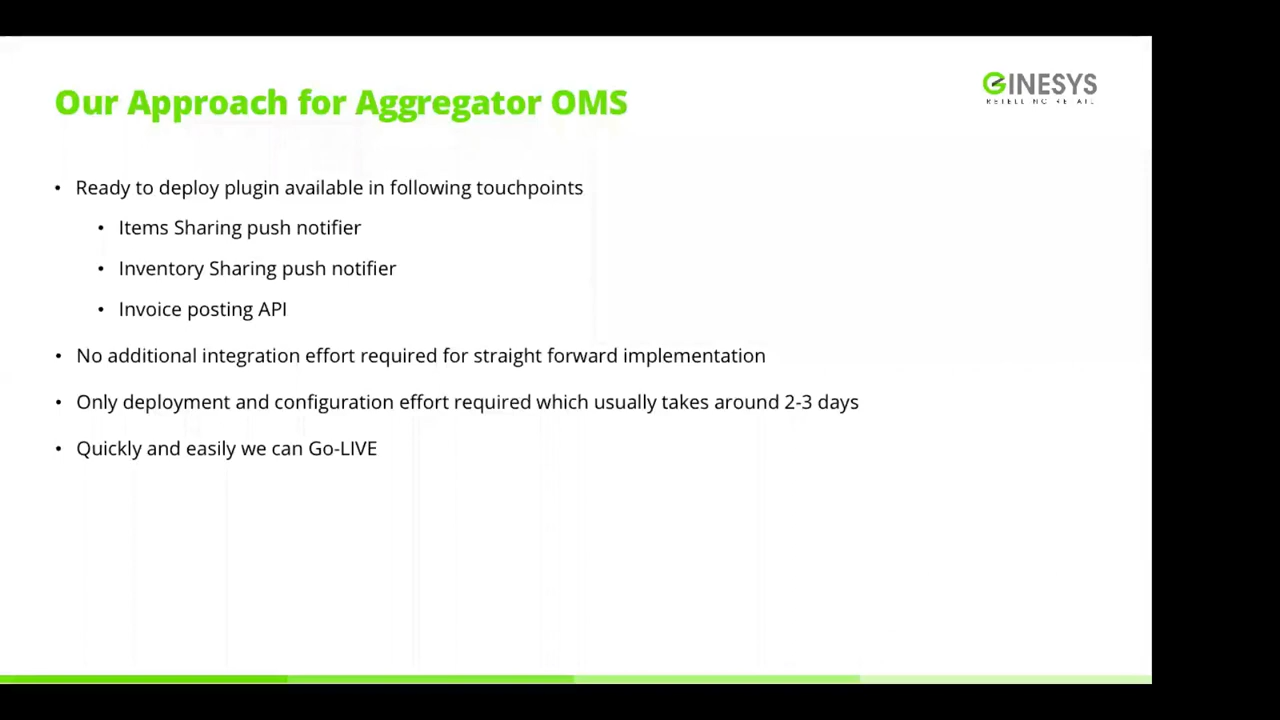 Our Approach for Aggregator OMS
GINESYS
RETELLING RETAIL
• Ready to deploy plugin available in following touchpoints
• Items Sharing push notifier
• Inventory Sharing push notifier
• Invoice posting API
• No additional integration effort required for straight forward implementation
• Only deployment and configuration effort required which usually takes around 2-3 days
• Quickly and easily we can Go-LIVE